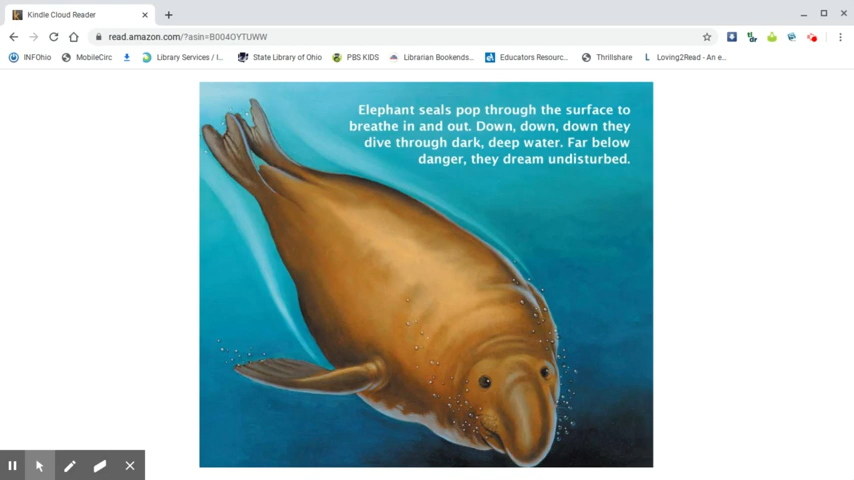 Kindle Cloud Reader
read.amazon.com/?asin=B004OYTUWW
INFOhio
MobileCirc
Library Services / I...
State Library of Ohio
PBS KIDS
Librarian Bookends...
Educators Resourc...
Thrillshare
Loving2Read - An e...
Elephant seals pop through the surface to
breathe in and out. Down, down, down they
dive through dark, deep water. Far below
danger, they dream undisturbed.